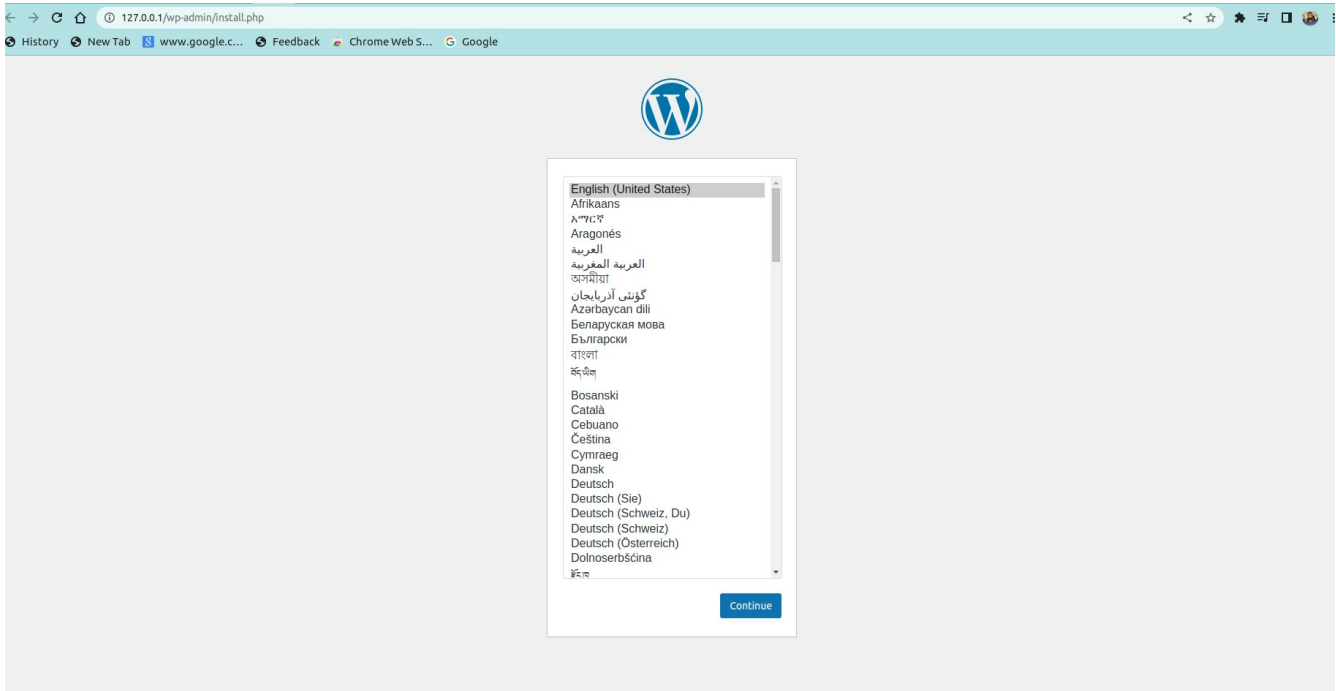 127.0.0.1/wp-admin/install.php
History New Tab www.google.c... Feedback Chrome Web S... Google
English (United States)
Afrikaans
አማርኛ
Aragonés
العربية
العربية المغربية
অসমীয়া
گؤنئی آذربایجان
Azərbaycan dili
Беларуская мова
Български
বাংলা
བོད་ཡིག
Bosanski
Català
Cebuano
Čeština
Cymraeg
Dansk
Deutsch
Deutsch (Sie)
Deutsch (Schweiz, Du)
Deutsch (Schweiz)
Deutsch (Österreich)
Dolnoserbšćina
རྫོང་ཁ
Continue